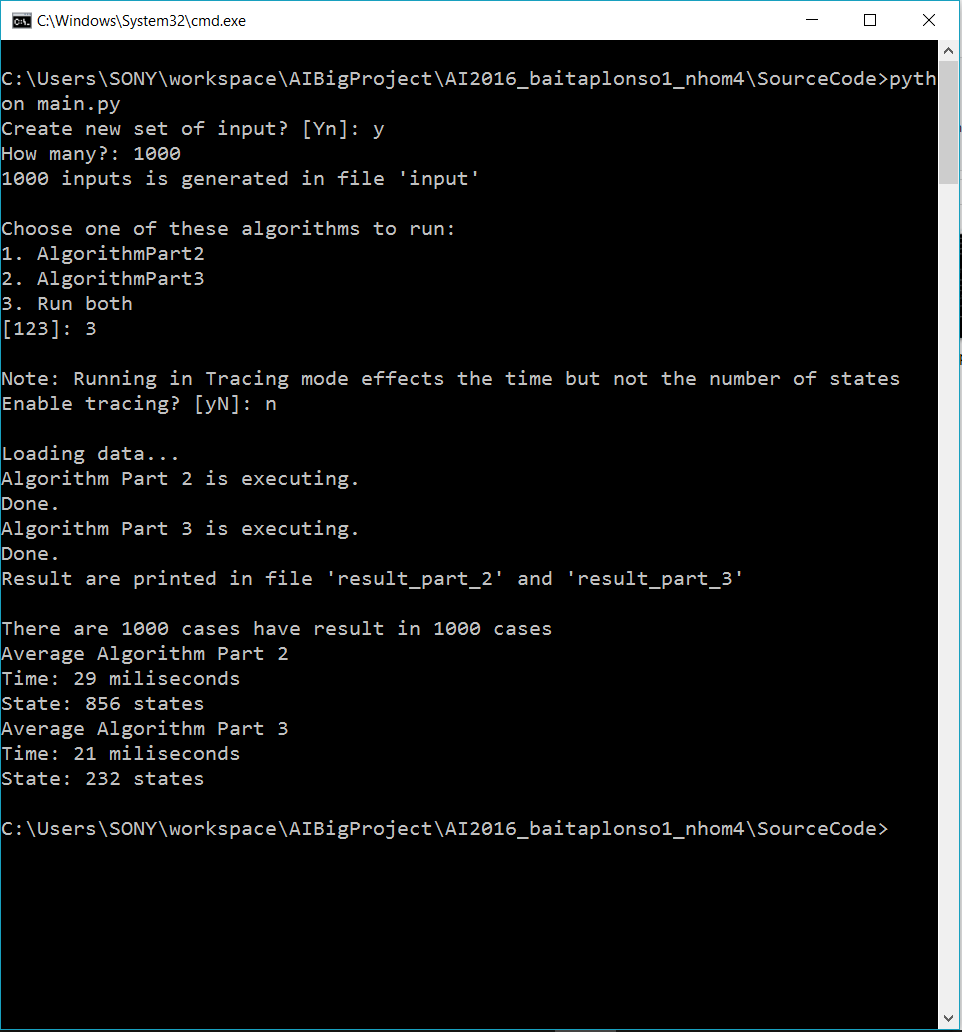 C:\Windows\System32\cmd.exe
C:\Users\SONY\workspace\AIBigProject\AI2016_baitaplonso1_nhom4\SourceCode>pyth
on main.py
Create new set of input? [Yn]: y
How many?: 1000
1000 inputs is generated in file 'input'
Choose one of these algorithms to run:
1. AlgorithmPart2
2. AlgorithmPart3
3. Run both
[123]: 3
Note: Running in Tracing mode effects the time but not the number of states
Enable tracing? [yN]: n
Loading data...
Algorithm Part 2 is executing.
Done.
Algorithm Part 3 is executing.
Done.
Result are printed in file 'result_part_2' and 'result_part_3'
There are 1000 cases have result in 1000 cases
Average Algorithm Part 2
Time: 29 miliseconds
State: 856 states
Average Algorithm Part 3
Time: 21 miliseconds
State: 232 states
C:\Users\SONY\workspace\AIBigProject\AI2016_baitaplonso1_nhom4\SourceCode>